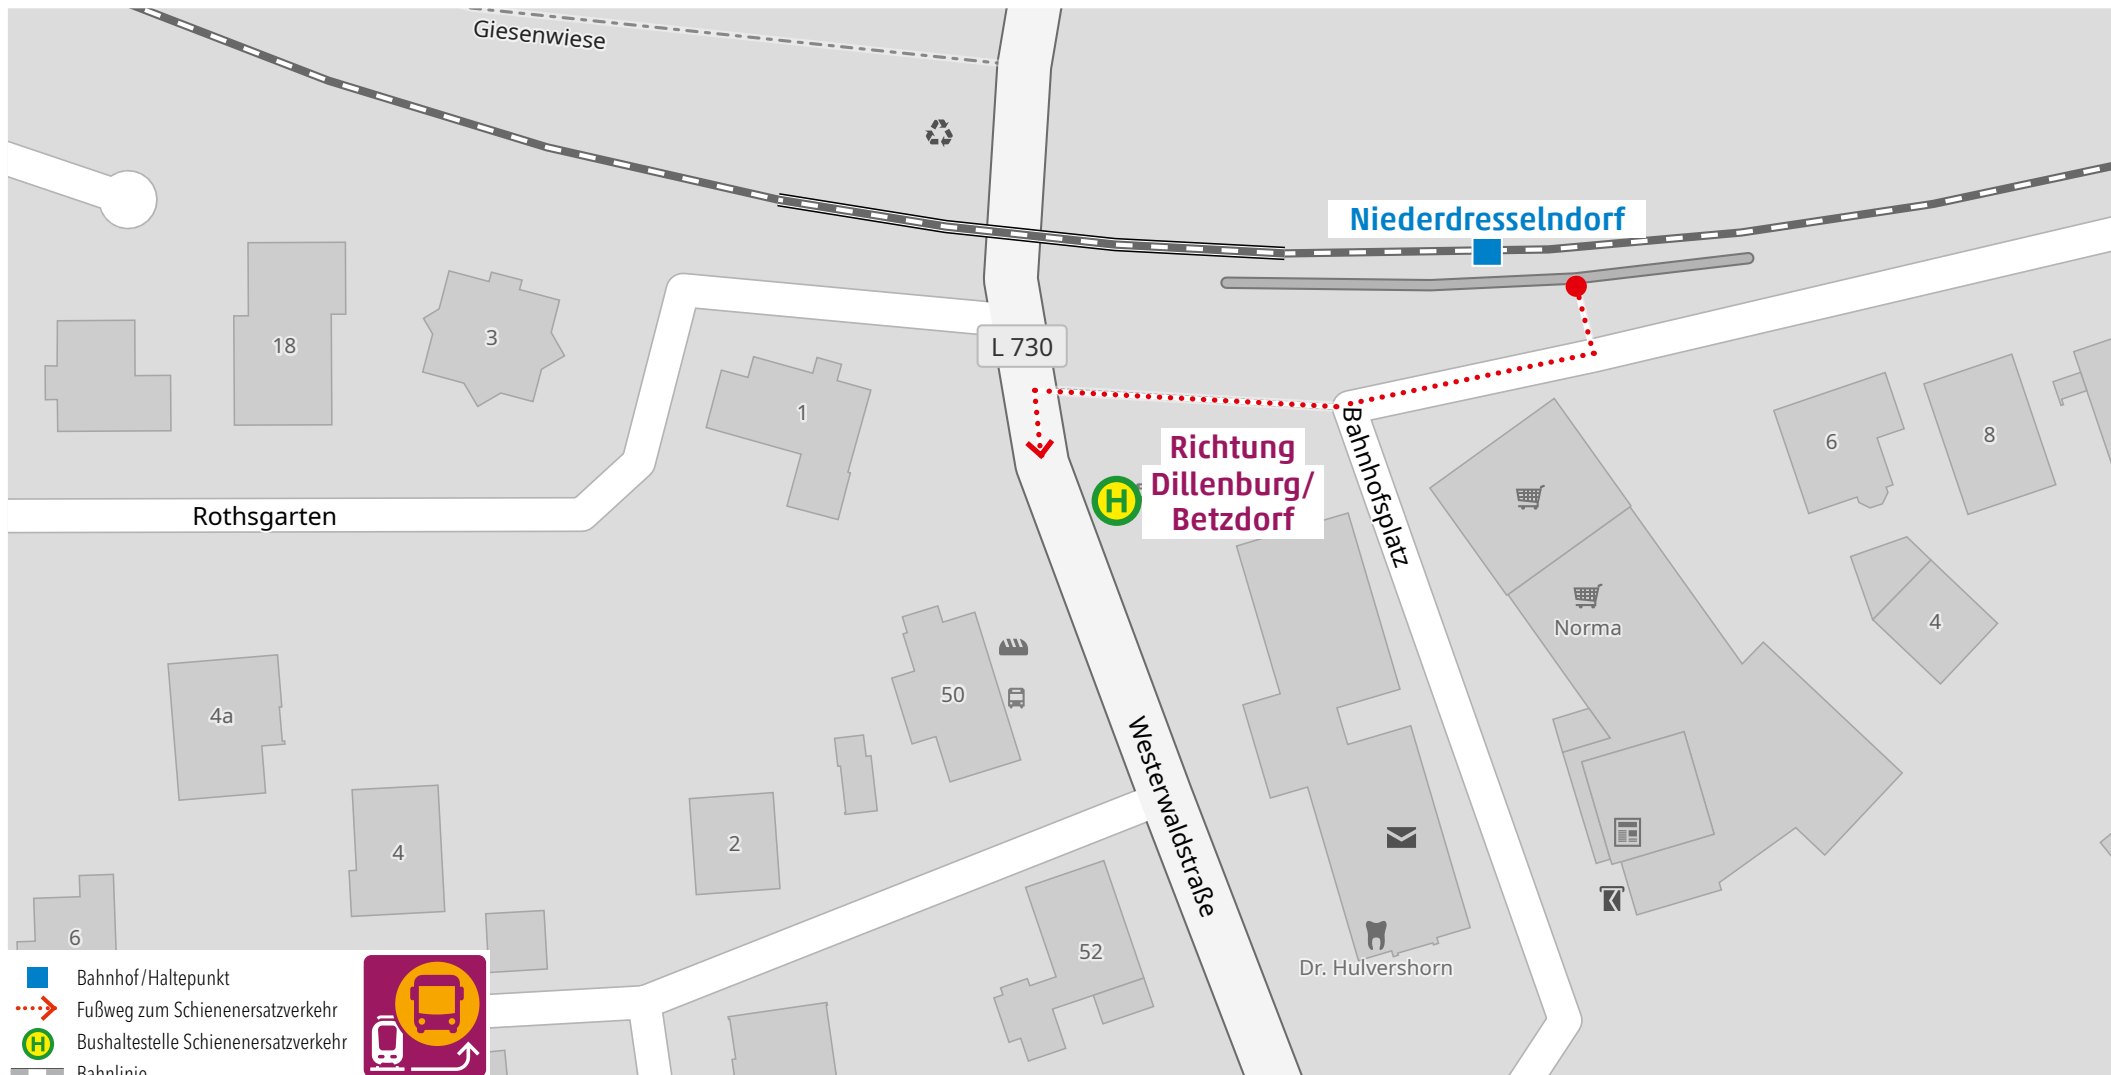 Giesenwiese
Niederdresselndorf
18
3
L 730
1
Bahnhofsplatz
Richtung
Dillenburg/
Betzdorf
H
6
8
Rothsgarten
Norma
4
50
4a
Westerwaldstraße
2
4
6
52
Dr. Hulvershorn
Bahnhof/Haltepunkt
Fußweg zum Schienenersatzverkehr
H
Bushaltestelle Schienenersatzverkehr
Bahnlinie